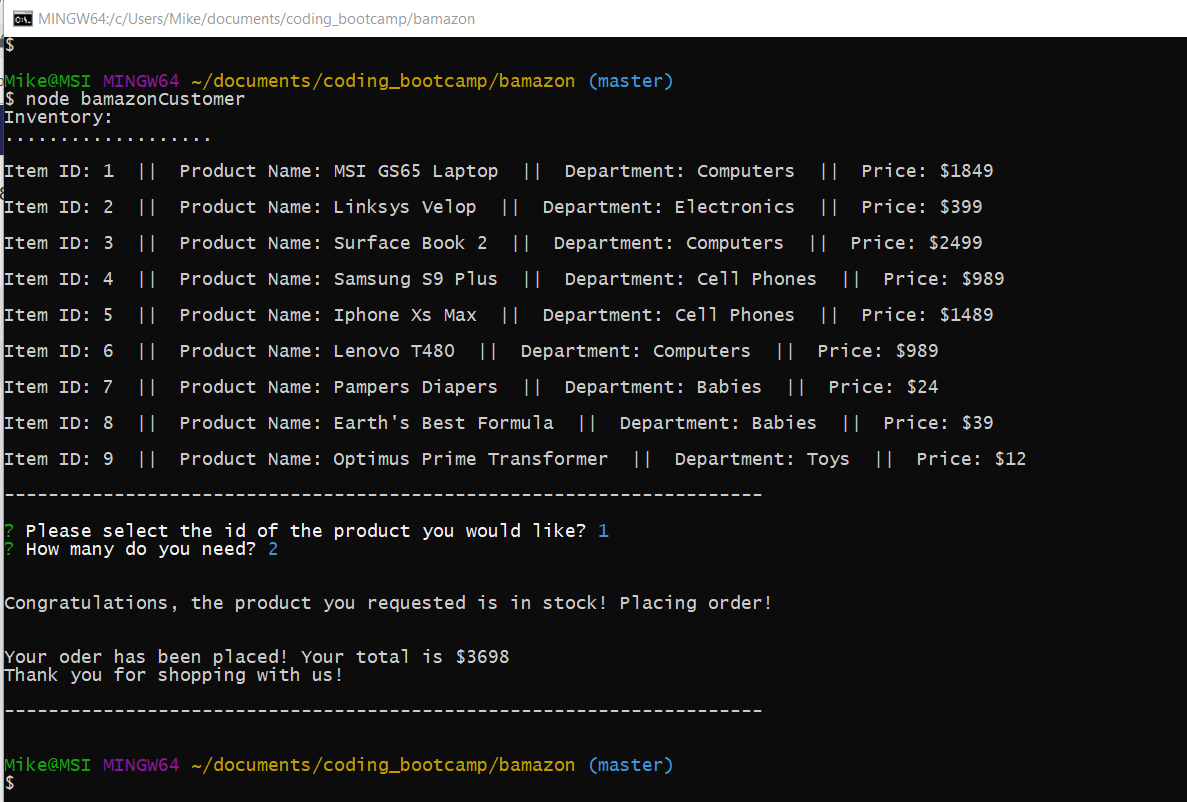 MINGW64:/c/Users/Mike/documents/coding_bootcamp/bamazon
$
Mike@MSI MINGW64 ~/documents/coding_bootcamp/bamazon (master)
$ node bamazonCustomer
Inventory:
...................
Item ID: 1  ||  Product Name: MSI GS65 Laptop  ||  Department: Computers  ||  Price: $1849
Item ID: 2  ||  Product Name: Linksys Velop  ||  Department: Electronics  ||  Price: $399
Item ID: 3  ||  Product Name: Surface Book 2  ||  Department: Computers  ||  Price: $2499
Item ID: 4  ||  Product Name: Samsung S9 Plus  ||  Department: Cell Phones  ||  Price: $989
Item ID: 5  ||  Product Name: Iphone Xs Max  ||  Department: Cell Phones  ||  Price: $1489
Item ID: 6  ||  Product Name: Lenovo T480  ||  Department: Computers  ||  Price: $989
Item ID: 7  ||  Product Name: Pampers Diapers  ||  Department: Babies  ||  Price: $24
Item ID: 8  ||  Product Name: Earth's Best Formula  ||  Department: Babies  ||  Price: $39
Item ID: 9  ||  Product Name: Optimus Prime Transformer  ||  Department: Toys  ||  Price: $12
---------------------------------------------------------------------
? Please select the id of the product you would like? 1
? How many do you need? 2
Congratulations, the product you requested is in stock! Placing order!
Your oder has been placed! Your total is $3698
Thank you for shopping with us!
---------------------------------------------------------------------
Mike@MSI MINGW64 ~/documents/coding_bootcamp/bamazon (master)
$